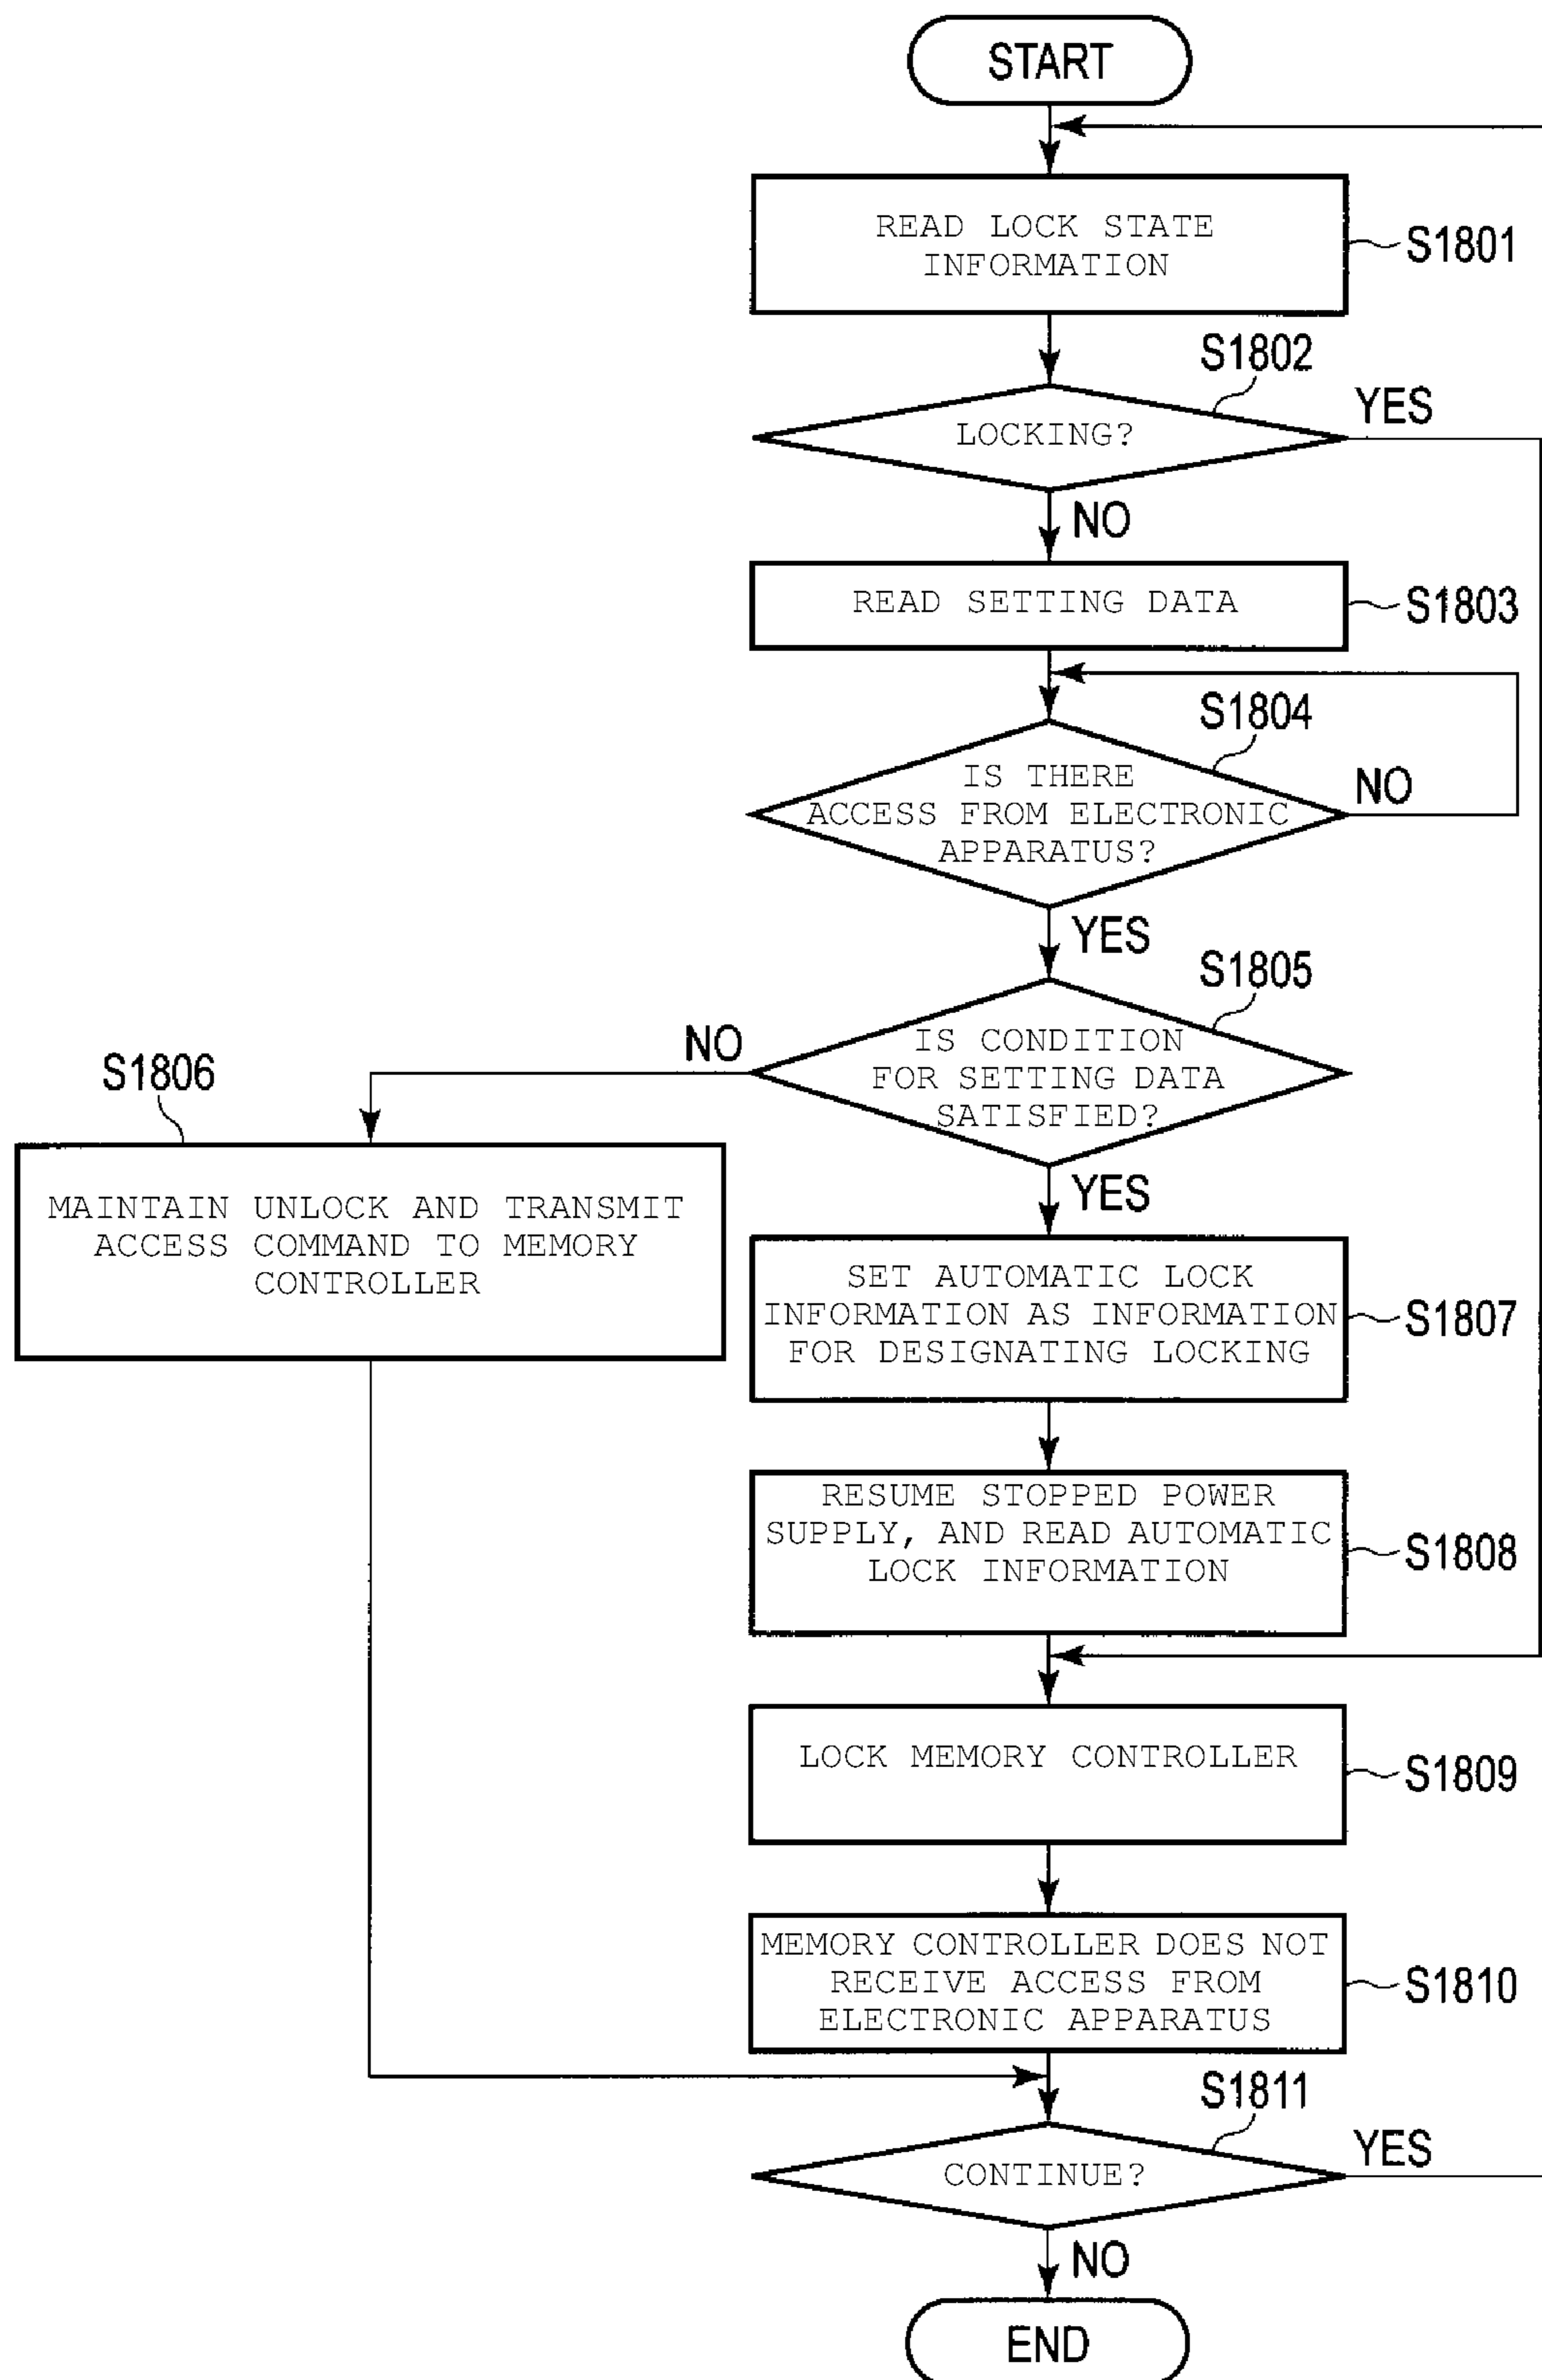 START
READ LOCK STATE
INFORMATION
S1801
S1802
LOCKING?
YES
NO
READ SETTING DATA
S1803
S1804
IS THERE
ACCESS FROM ELECTRONIC
APPARATUS?
NO
YES
S1805
IS CONDITION
FOR SETTING DATA
SATISFIED?
NO
S1806
MAINTAIN UNLOCK AND TRANSMIT
ACCESS COMMAND TO MEMORY
CONTROLLER
YES
SET AUTOMATIC LOCK
INFORMATION AS INFORMATION
FOR DESIGNATING LOCKING
S1807
RESUME STOPPED POWER
SUPPLY, AND READ AUTOMATIC
LOCK INFORMATION
S1808
LOCK MEMORY CONTROLLER
S1809
MEMORY CONTROLLER DOES NOT
RECEIVE ACCESS FROM
ELECTRONIC APPARATUS
S1810
S1811
CONTINUE?
YES
NO
END